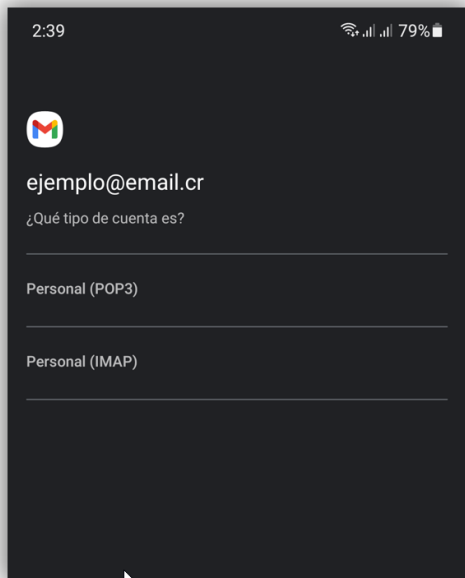 2:39 79%
ejemplo@email.cr
¿Qué tipo de cuenta es?
Personal (POP3)
Personal (IMAP)